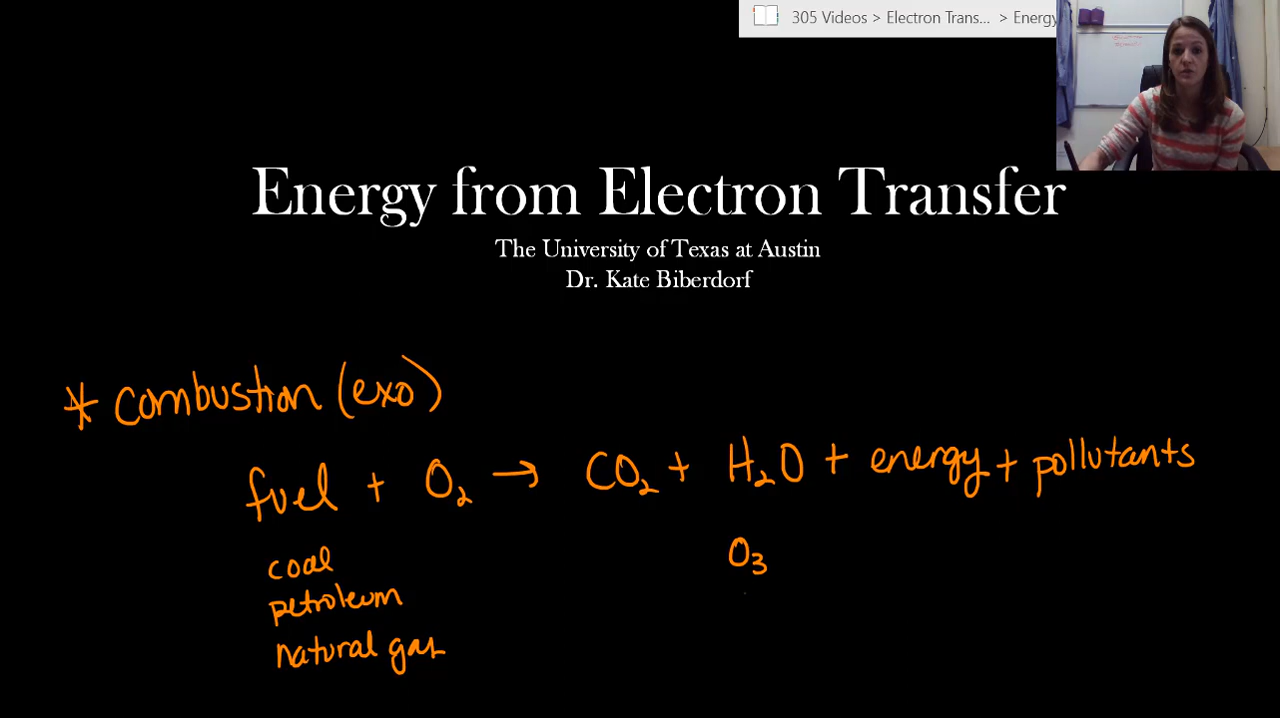 305 Videos > Electron Trans... > Energy
Energy from Electron Transfer
The University of Texas at Austin
Dr. Kate Biberdorf
* combustion (exo)
fuel + O₂ → CO₂ + H₂O + energy + pollutants
coal
O₃
petroleum
natural gas